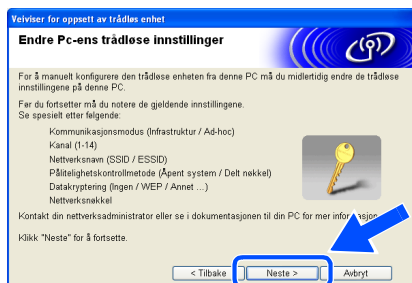 Veiviser for oppsett av trådløs enhet
Endre Pc-ens trådløse innstillinger
For å manuelt konfigurere den trådløse enheten fra denne PC må du midlertidig endre de trådløse
innstilingene på denne PC.
Før du fortsetter må du notere de gjeldende innstillingene.
Se spesielt etter felgende:
Kommunikasjonsmodus (Infrastruktur / Ad-hoc)
Kanal (1-14)
Nettverksnavn (SSID / ESSID)
Pålitelighetskontrollmetode (Åpent system / Delt nøkkel)
Datakryptering (Ingen / WEP / Annet ...)
Nettverksnøkkel
Kontakt din nettverksadministrator eller se i dokumentasjonen til din PC for mer informasjon.
Klikk "Neste" for å fortsette.
< Tilbake Neste > Avbryt